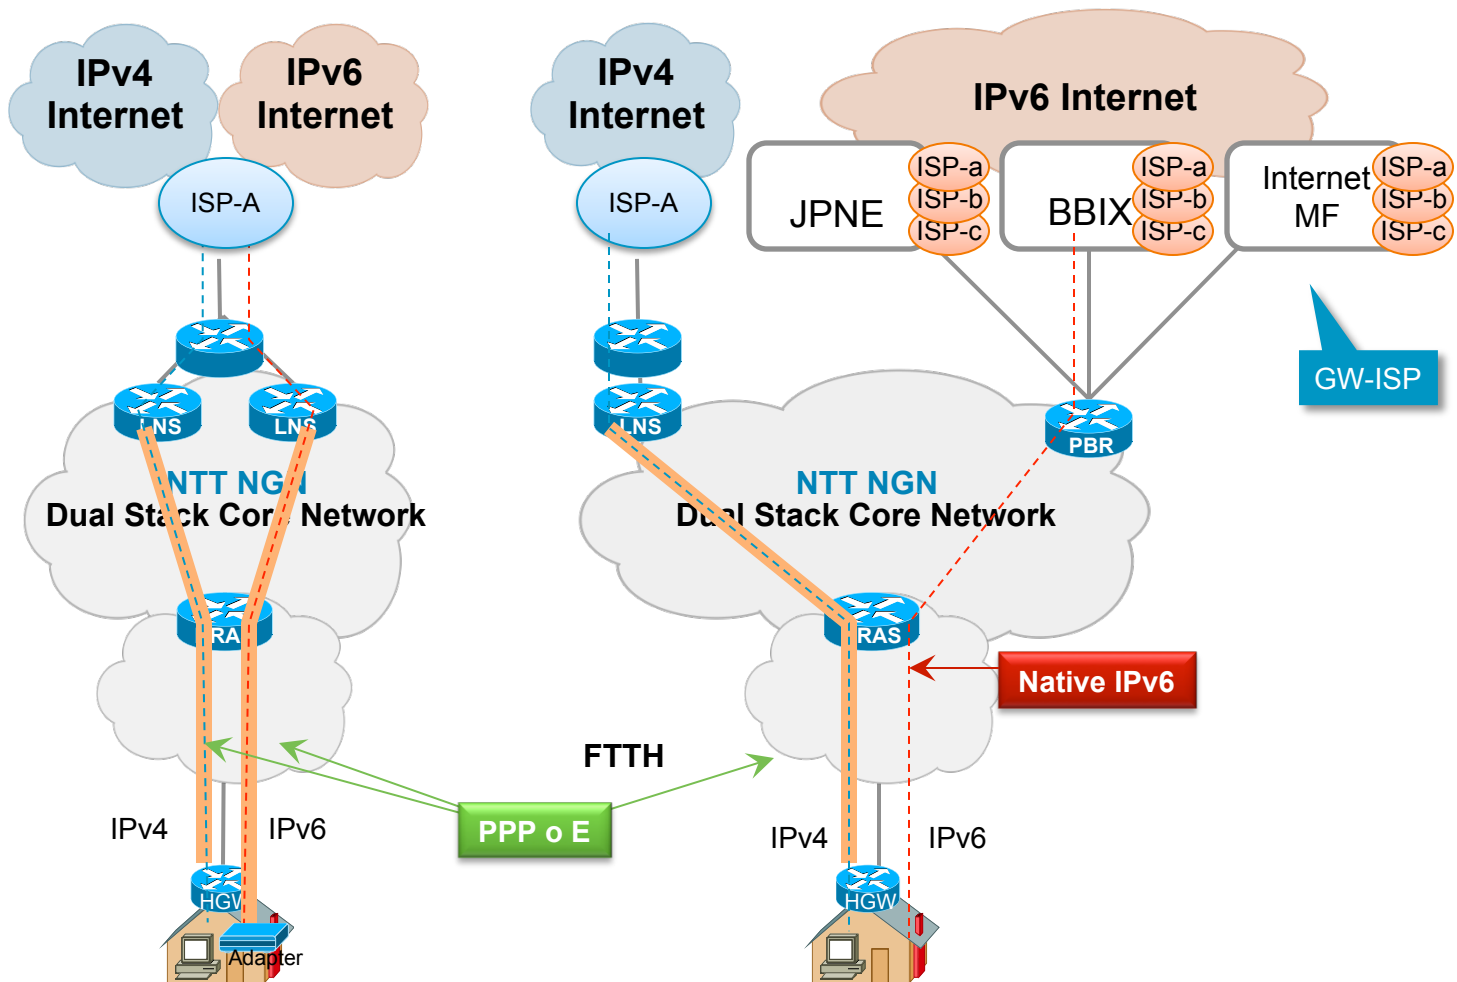 IPv4
Internet
IPv6
Internet
ISP-A
LNS
LNS
NTT NGN
Dual Stack Core Network
RA
IPv4
IPv6
HGW
Adapter
PPP o E
FTTH
IPv4
Internet
ISP-A
LNS
IPv6 Internet
JPNE
ISP-a
ISP-b
ISP-c
BBIX
ISP-a
ISP-b
ISP-c
Internet
MF
ISP-a
ISP-b
ISP-c
GW-ISP
PBR
NTT NGN
Dual Stack Core Network
RAS
Native IPv6
IPv4
IPv6
HGW